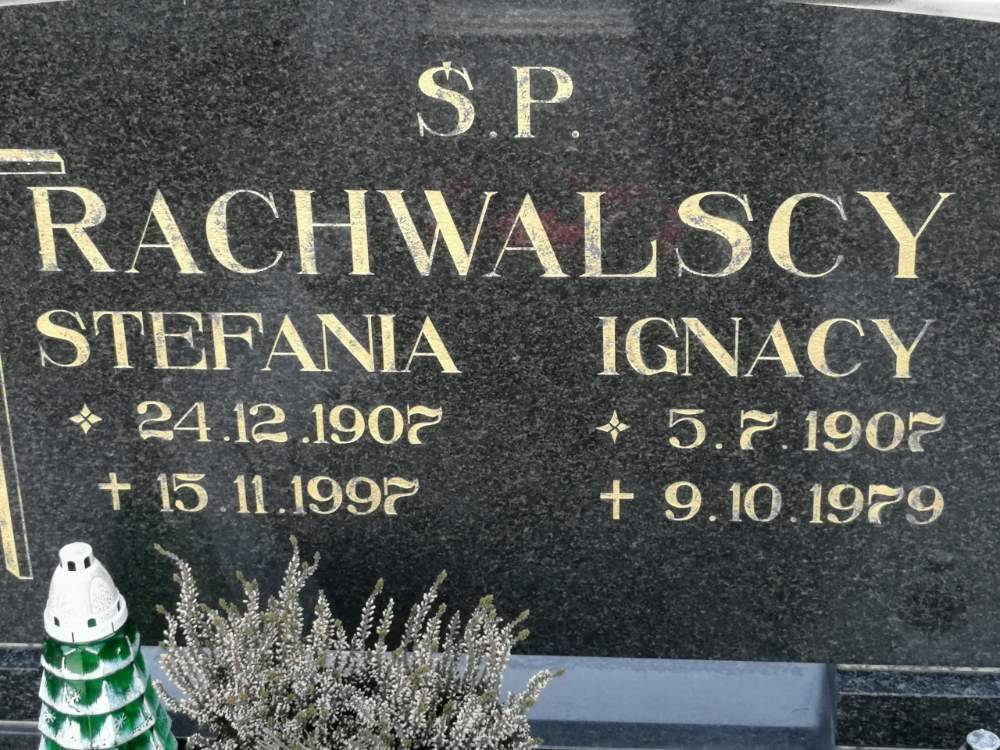 Ś.P.
RACHWALSCY
STEFANIA IGNACY
24.12.1907 5.7.1907
15.11.1997 9.10.1979